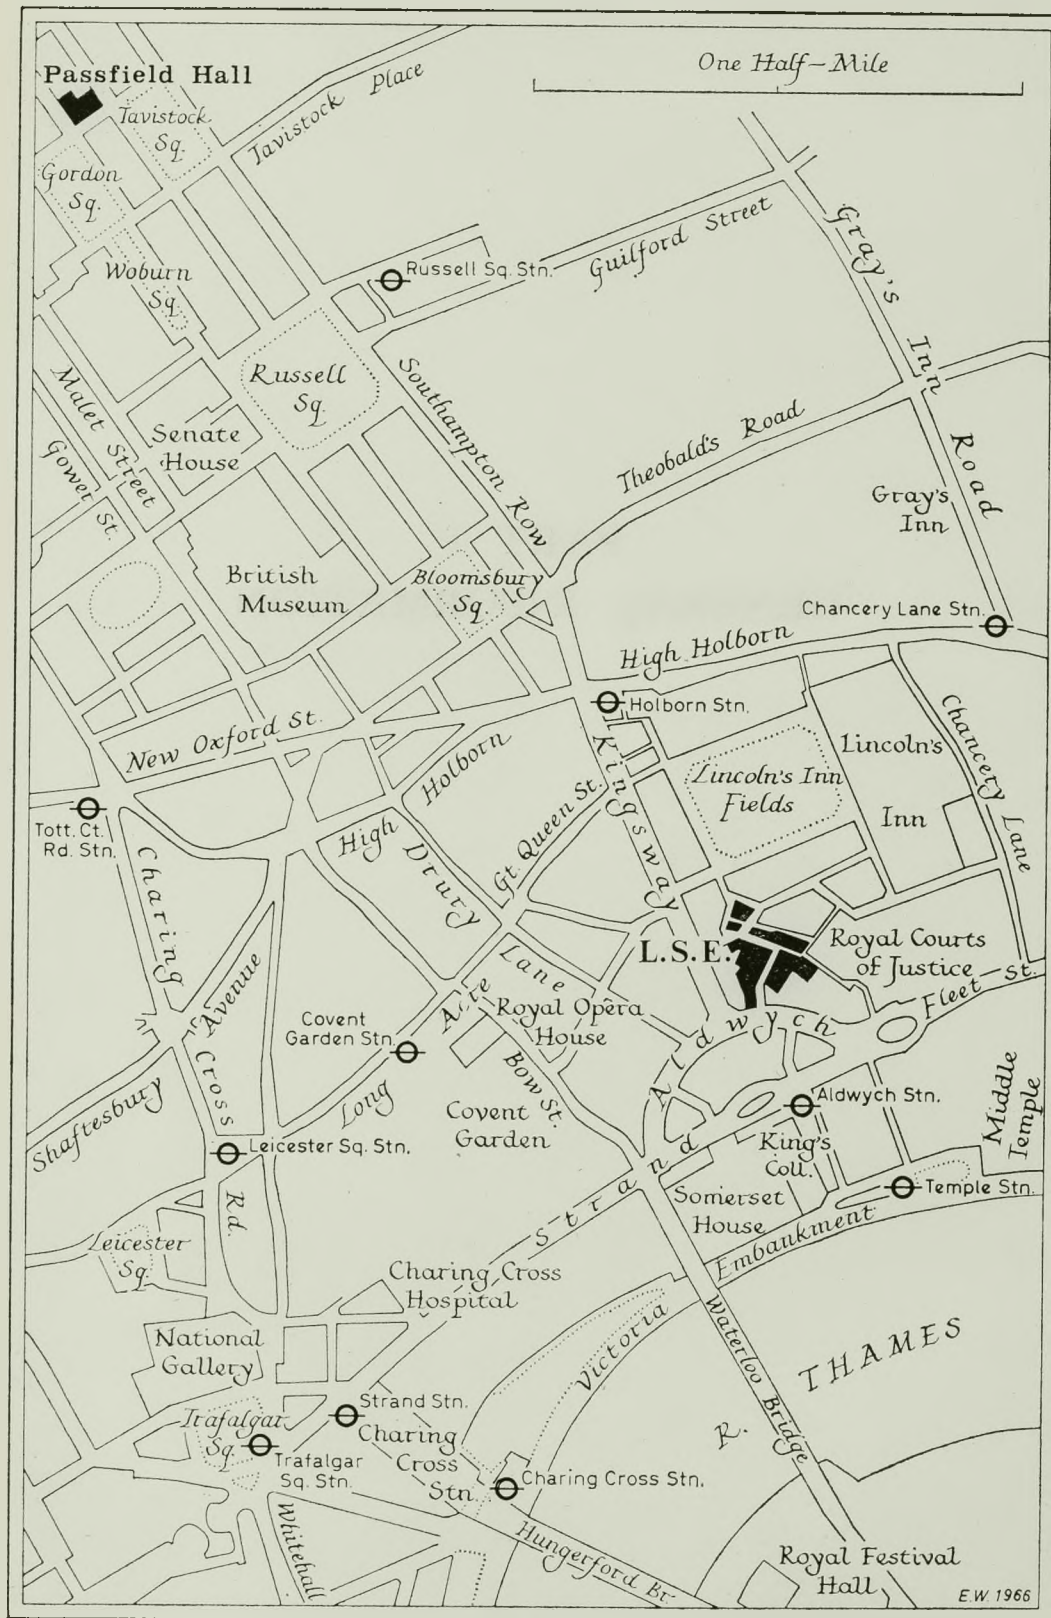 Passfield Hall
One Half-Mile
Tavistock Place
Tavistock
Sq.
Gordon
Sq.
Woburn
Sq.
Russell Sq. Stn.
Guilford Street
Gray's Inn Road
Russell
Sq.
Southampton Row
Malet Street
Gower St.
Senate
House
Theobald's Road
Gray's
Inn
British
Museum
Bloomsbury
Sq.
Chancery Lane Stn.
High Holborn
Holborn Stn.
New Oxford St.
Kingsway
Lincoln's Inn
Fields
Lincoln's
Inn
Chancery Lane
Tott. Ct.
Rd. Stn.
High Holborn
Gt. Queen St.
Drury Lane
Charing Cross Rd.
Shaftesbury Avenue
L.S.E.
Royal Courts
of Justice
Fleet St.
Aldwych
Royal Opera
House
Covent
Garden Stn.
Long Acre
Bow St.
Covent
Garden
Aldwych Stn.
Middle
Temple
Leicester Sq. Stn.
King's
Coll.
Strand
Somerset
House
Temple Stn.
Leicester
Sq.
Charing Cross
Hospital
Victoria Embankment
National
Gallery
Waterloo Bridge
R. THAMES
Strand Stn.
Trafalgar
Sq.
Trafalgar
Sq. Stn.
Charing
Cross
Stn.
Charing Cross Stn.
Whitehall
Hungerford Br.
Royal Festival
Hall
E.W. 1966